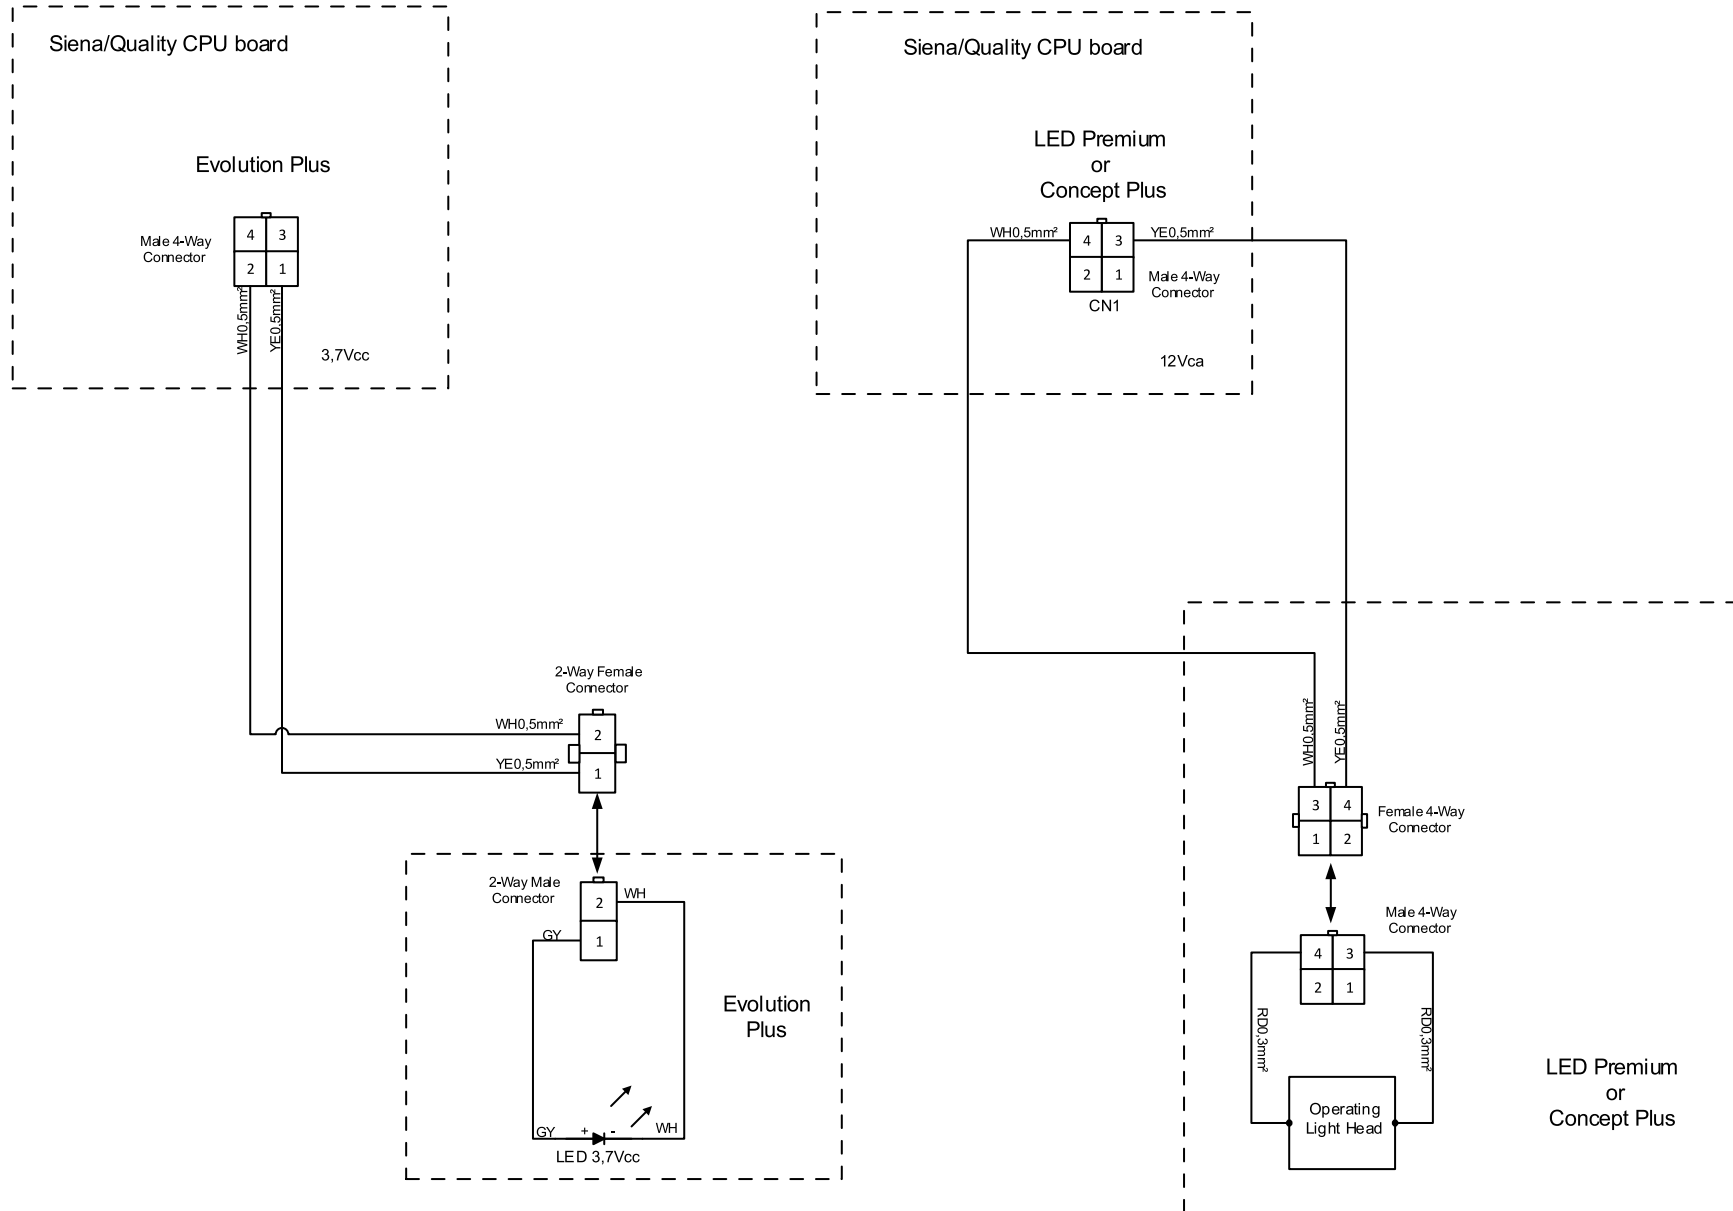 Siena/Quality CPU board
Evolution Plus
Male 4-Way
Connector
4 3
2 1
WH0,5mm²
YE0,5mm²
3,7Vcc
2-Way Female
Connector
WH0,5mm²
2
YE0,5mm²
1
2-Way Male
Connector
2
WH
GY
1
Evolution
Plus
GY
+
-
WH
LED 3,7Vcc
Siena/Quality CPU board
LED Premium
or
Concept Plus
WH0,5mm²
4 3
YE0,5mm²
2 1
Male 4-Way
Connector
CN1
12Vca
WH0,5mm²
YE0,5mm²
3 4
1 2
Female 4-Way
Connector
Male 4-Way
Connector
4 3
2 1
RD0,3mm²
RD0,3mm²
Operating
Light Head
LED Premium
or
Concept Plus